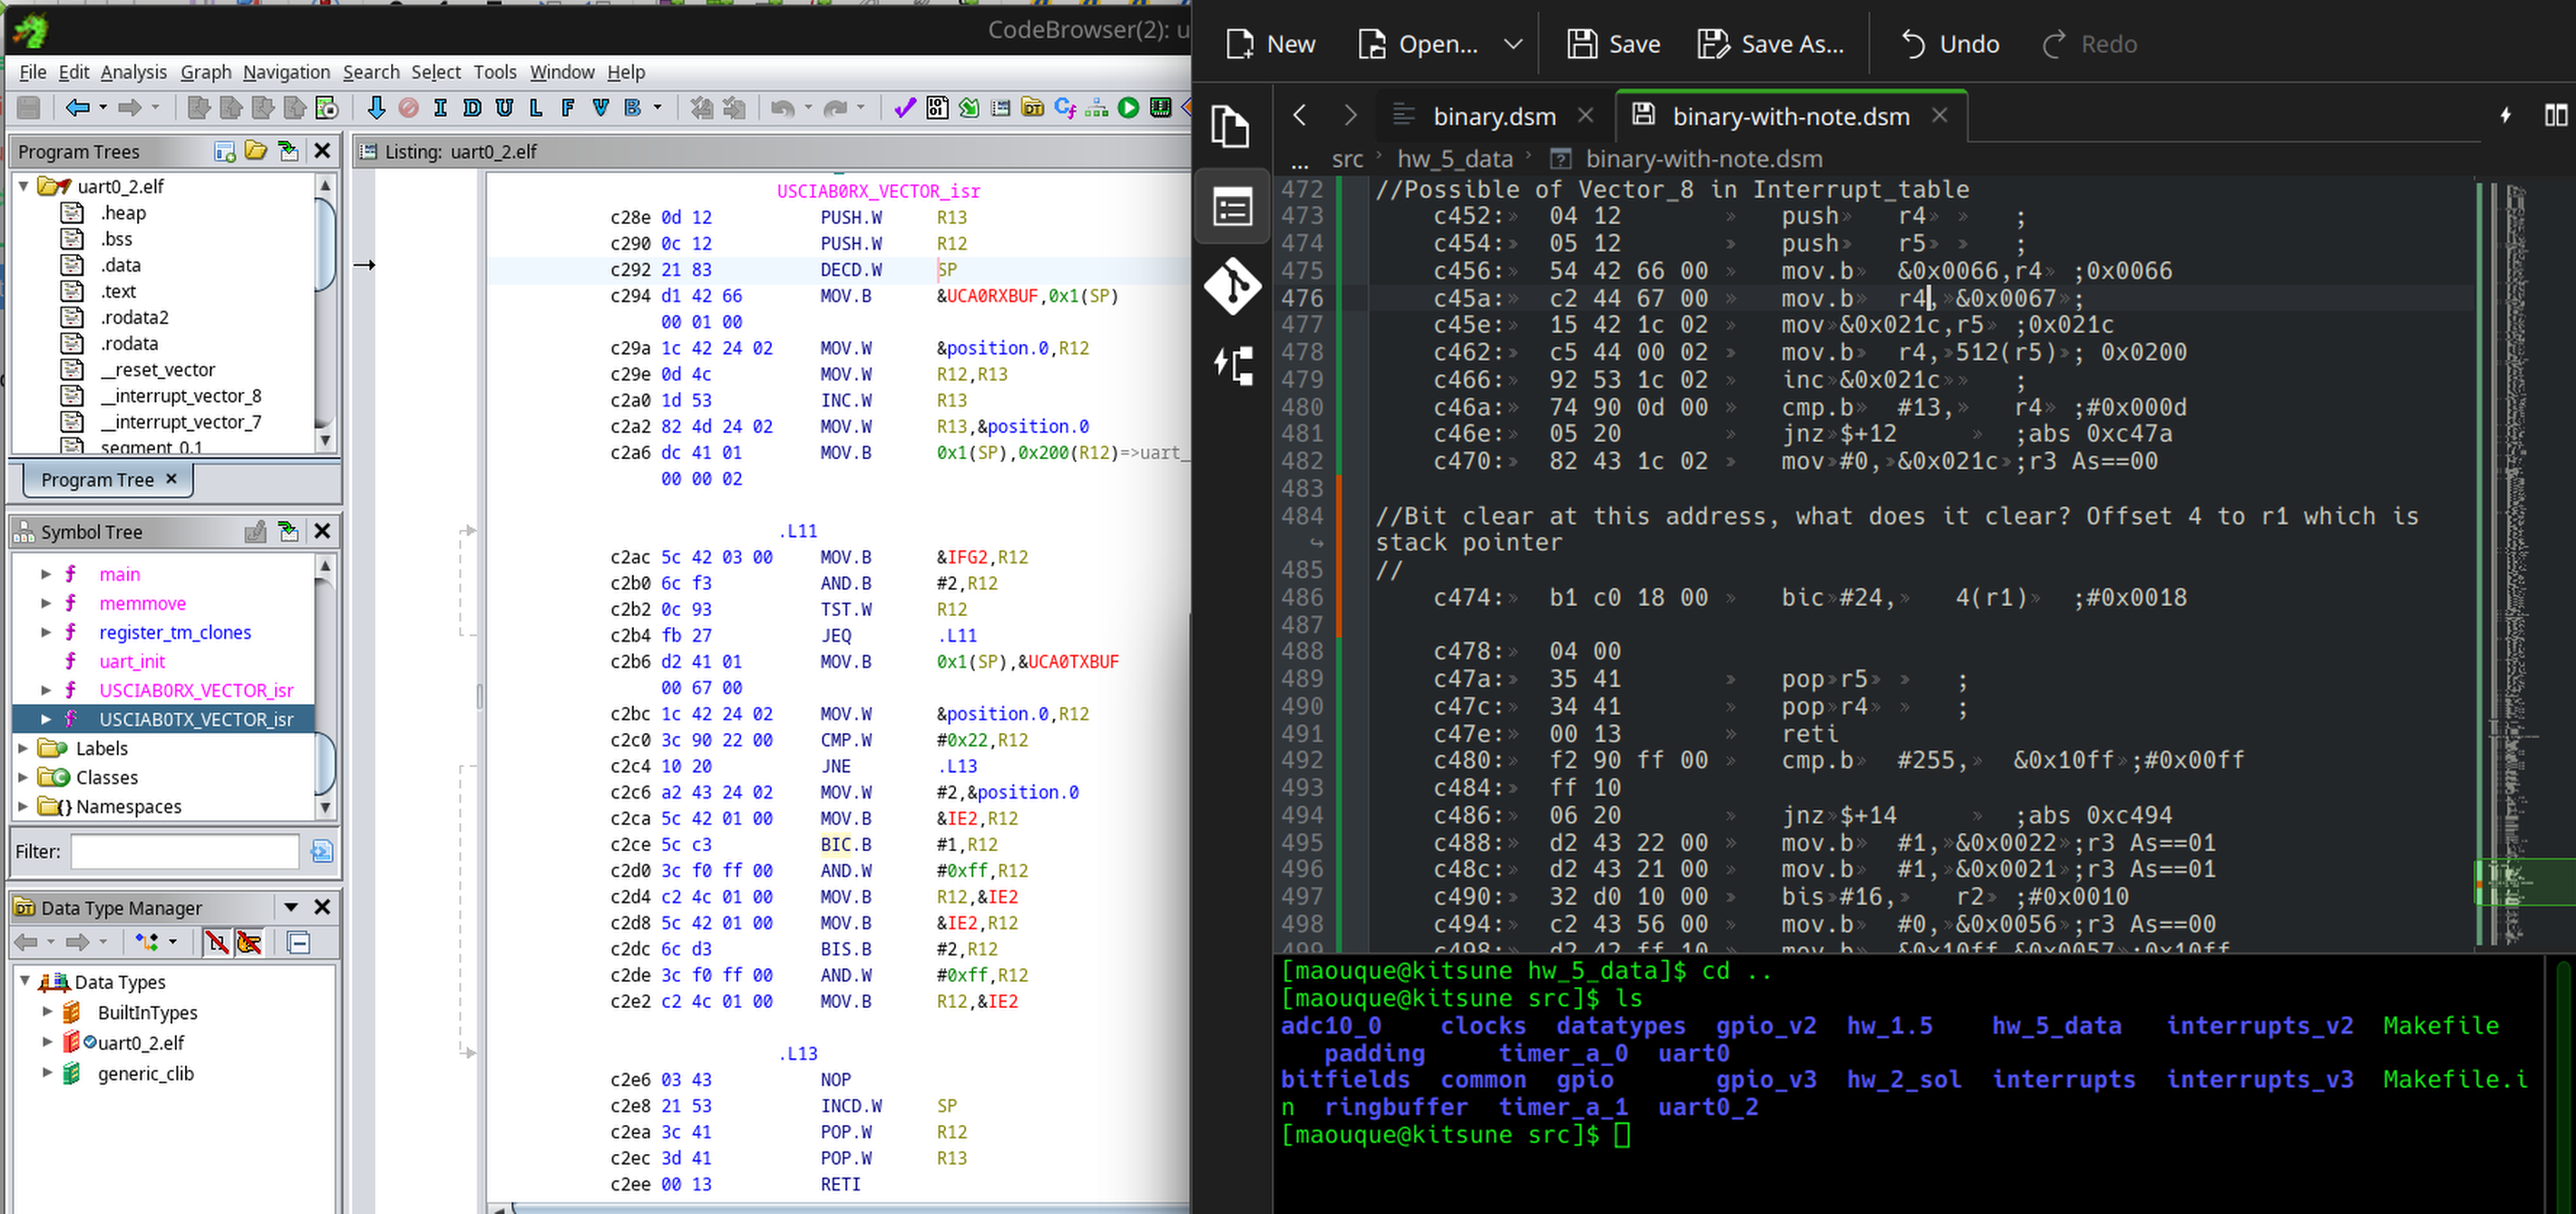 CodeBrowser(2): u
File Edit Analysis Graph Navigation Search Select Tools Window Help
I D U L F V B
Program Trees
uart0_2.elf
.heap
.bss
.data
.text
.rodata2
.rodata
__reset_vector
__interrupt_vector_8
__interrupt_vector_7
segment_0.1
Program Tree
Symbol Tree
main
memmove
register_tm_clones
uart_init
USCIAB0RX_VECTOR_isr
USCIAB0TX_VECTOR_isr
Labels
Classes
Namespaces
Filter:
Data Type Manager
Data Types
BuiltInTypes
uart0_2.elf
generic_clib
Listing: uart0_2.elf
USCIAB0RX_VECTOR_isr
c28e 0d 12 PUSH.W R13
c290 0c 12 PUSH.W R12
c292 21 83 DECD.W SP
c294 d1 42 66 MOV.B &UCA0RXBUF,0x1(SP)
00 01 00
c29a 1c 42 24 02 MOV.W &position.0,R12
c29e 0d 4c MOV.W R12,R13
c2a0 1d 53 INC.W R13
c2a2 82 4d 24 02 MOV.W R13,&position.0
c2a6 dc 41 01 MOV.B 0x1(SP),0x200(R12)=>uart_
00 00 02
.L11
c2ac 5c 42 03 00 MOV.B &IFG2,R12
c2b0 6c f3 AND.B #2,R12
c2b2 0c 93 TST.W R12
c2b4 fb 27 JEQ .L11
c2b6 d2 41 01 MOV.B 0x1(SP),&UCA0TXBUF
00 67 00
c2bc 1c 42 24 02 MOV.W &position.0,R12
c2c0 3c 90 22 00 CMP.W #0x22,R12
c2c4 10 20 JNE .L13
c2c6 a2 43 24 02 MOV.W #2,&position.0
c2ca 5c 42 01 00 MOV.B &IE2,R12
c2ce 5c c3 BIC.B #1,R12
c2d0 3c f0 ff 00 AND.W #0xff,R12
c2d4 c2 4c 01 00 MOV.B R12,&IE2
c2d8 5c 42 01 00 MOV.B &IE2,R12
c2dc 6c d3 BIS.B #2,R12
c2de 3c f0 ff 00 AND.W #0xff,R12
c2e2 c2 4c 01 00 MOV.B R12,&IE2
.L13
c2e6 03 43 NOP
c2e8 21 53 INCD.W SP
c2ea 3c 41 POP.W R12
c2ec 3d 41 POP.W R13
c2ee 00 13 RETI
New Open... Save Save As... Undo Redo
binary.dsm binary-with-note.dsm
... src › hw_5_data › binary-with-note.dsm
472 //Possible of Vector_8 in Interrupt_table
473 c452:» 04 12 » push» r4» » ;
474 c454:» 05 12 » push» r5» » ;
475 c456:» 54 42 66 00 » mov.b» &0x0066,r4» ;0x0066
476 c45a:» c2 44 67 00 » mov.b» r4,»&0x0067»;
477 c45e:» 15 42 1c 02 » mov»&0x021c,r5» ;0x021c
478 c462:» c5 44 00 02 » mov.b» r4,»512(r5)»; 0x0200
479 c466:» 92 53 1c 02 » inc»&0x021c»» ;
480 c46a:» 74 90 0d 00 » cmp.b» #13,» r4» ;#0x000d
481 c46e:» 05 20 » jnz»$+12 » ;abs 0xc47a
482 c470:» 82 43 1c 02 » mov»#0,»&0x021c»;r3 As==00
483
484 //Bit clear at this address, what does it clear? Offset 4 to r1 which is
↪ stack pointer
485 //
486 c474:» b1 c0 18 00 » bic»#24,» 4(r1)» ;#0x0018
487
488 c478:» 04 00
489 c47a:» 35 41 » pop»r5» » ;
490 c47c:» 34 41 » pop»r4» » ;
491 c47e:» 00 13 » reti
492 c480:» f2 90 ff 00 » cmp.b» #255,» &0x10ff»;#0x00ff
493 c484:» ff 10
494 c486:» 06 20 » jnz»$+14 » ;abs 0xc494
495 c488:» d2 43 22 00 » mov.b» #1,»&0x0022»;r3 As==01
496 c48c:» d2 43 21 00 » mov.b» #1,»&0x0021»;r3 As==01
497 c490:» 32 d0 10 00 » bis»#16,» r2» ;#0x0010
498 c494:» c2 43 56 00 » mov.b» #0,»&0x0056»;r3 As==00
499 c498:» d2 42 ff 10 » mov.b» &0x10ff,&0x0057»;0x10ff
[maouque@kitsune hw_5_data]$ cd ..
[maouque@kitsune src]$ ls
adc10_0 clocks datatypes gpio_v2 hw_1.5 hw_5_data interrupts_v2 Makefile
padding timer_a_0 uart0
bitfields common gpio gpio_v3 hw_2_sol interrupts interrupts_v3 Makefile.i
n ringbuffer timer_a_1 uart0_2
[maouque@kitsune src]$